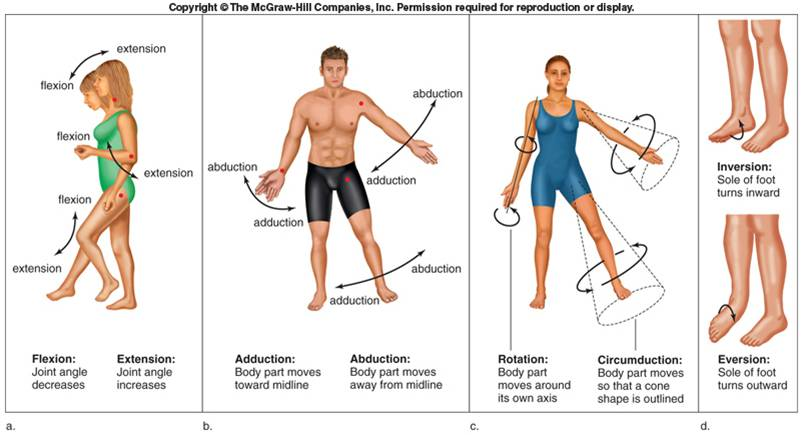 Copyright © The McGraw-Hill Companies, Inc. Permission required for reproduction or display.
extension
flexion
flexion
extension
flexion
extension
Flexion:
Joint angle
decreases
Extension:
Joint angle
increases
a.
abduction
adduction
abduction
adduction
abduction
adduction
Adduction:
Body part moves
toward midline
Abduction:
Body part moves
away from midline
b.
Rotation:
Body part
moves around
its own axis
Circumduction:
Body part moves
so that a cone
shape is outlined
c.
Inversion:
Sole of foot
turns inward
Eversion:
Sole of foot
turns outward
d.